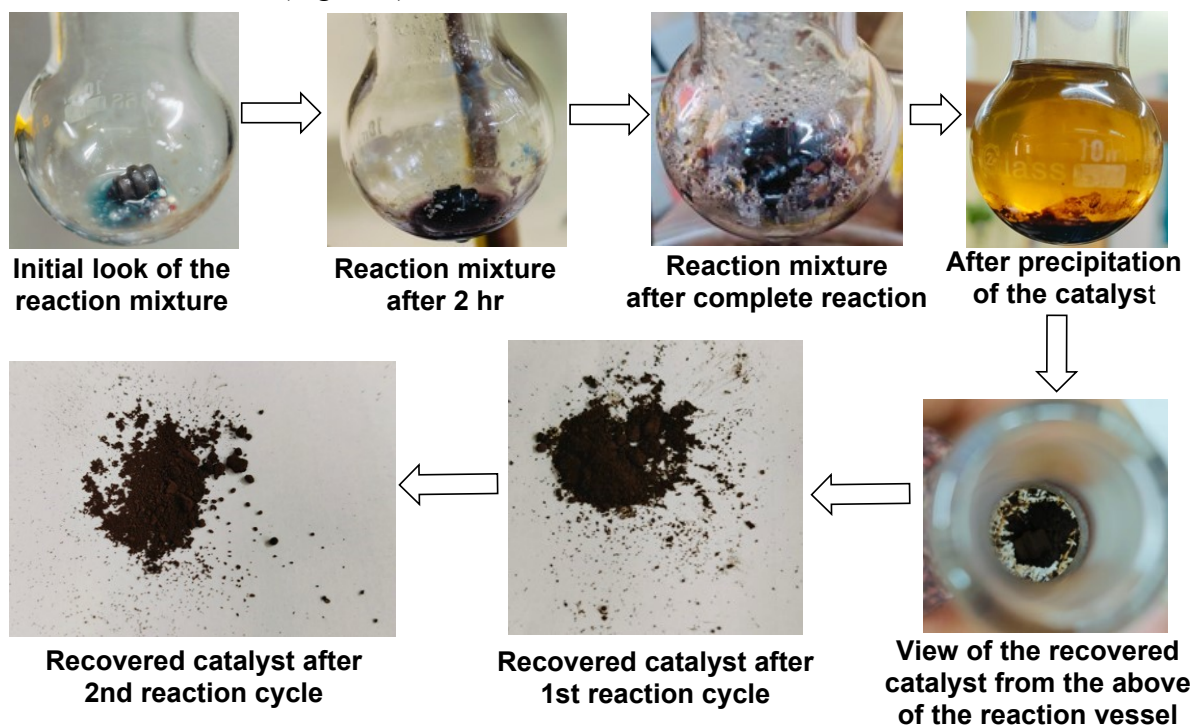 Initial look of the
reaction mixture
Reaction mixture
after 2 hr
Reaction mixture
after complete reaction
After precipitation
of the catalyst
lass
10
Recovered catalyst after
2nd reaction cycle
Recovered catalyst after
1st reaction cycle
View of the recovered
catalyst from the above
of the reaction vessel